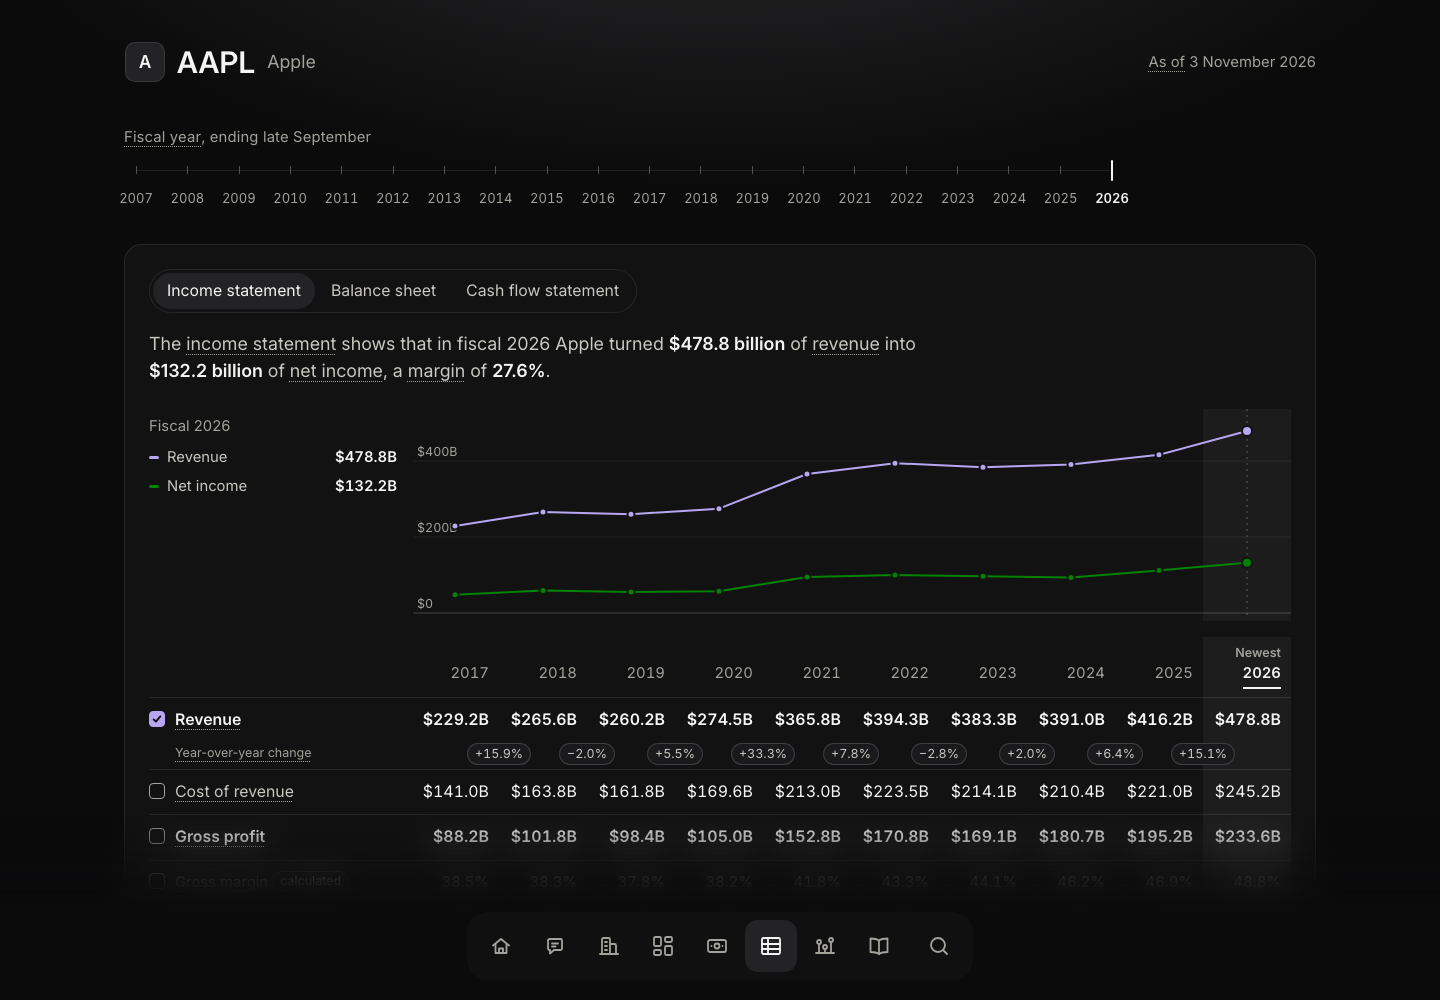 A AAPL Apple
As of 3 November 2026
Fiscal year, ending late September
2007 2008 2009 2010 2011 2012 2013 2014 2015 2016 2017 2018 2019 2020 2021 2022 2023 2024 2025 2026
Income statement Balance sheet Cash flow statement
The income statement shows that in fiscal 2026 Apple turned $478.8 billion of revenue into
$132.2 billion of net income, a margin of 27.6%.
Fiscal 2026
Revenue $478.8B
Net income $132.2B
$400B
$200B
$0
Newest
2017 2018 2019 2020 2021 2022 2023 2024 2025 2026
Revenue $229.2B $265.6B $260.2B $274.5B $365.8B $394.3B $383.3B $391.0B $416.2B $478.8B
Year-over-year change +15.9% −2.0% +5.5% +33.3% +7.8% −2.8% +2.0% +6.4% +15.1%
Cost of revenue $141.0B $163.8B $161.8B $169.6B $213.0B $223.5B $214.1B $210.4B $221.0B $245.2B
Gross profit $88.2B $101.8B $98.4B $105.0B $152.8B $170.8B $169.1B $180.7B $195.2B $233.6B
Gross margin calculated 38.5% 38.3% 37.8% 38.2% 41.8% 43.3% 44.1% 46.2% 46.9% 48.8%